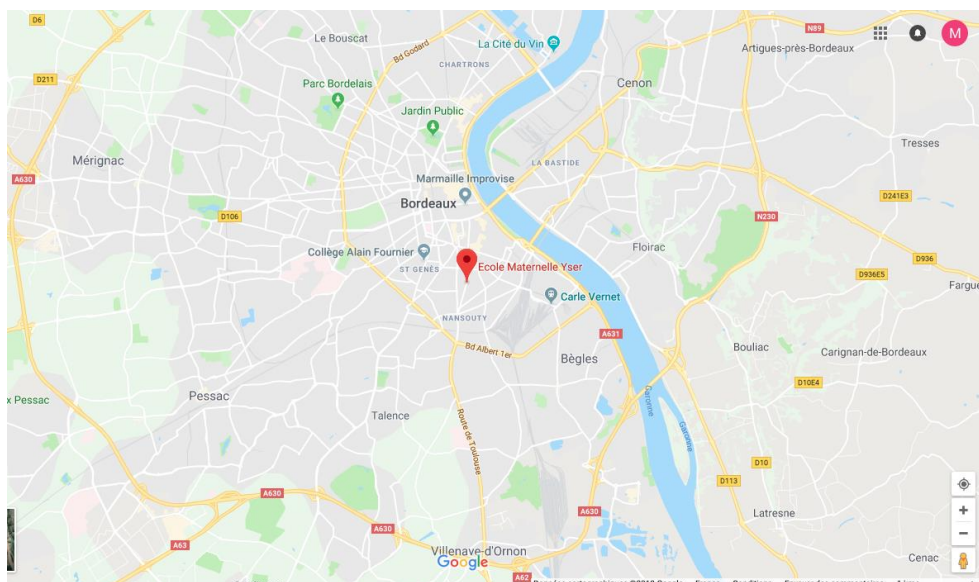 D6
Le Bouscat
Bd Godard
La Cité du Vin
N89
M
CHARTRONS
Artigues-près-Bordeaux
D211
Parc Bordelais
Cenon
Jardin Public
Tresses
Mérignac
LA BASTIDE
A630
Marmaille Improvise
D241E3
Bordeaux
D106
N230
Collège Alain Fournier
Floirac
D936
ST GENÈS
Ecole Maternelle Yser
D936E5
Fargu
Carle Vernet
NANSOUTY
A631
Bd Albert 1er
Bouliac
Carignan-de-Bordeaux
Bègles
D10E4
Pessac
x Pessac
Garonne
Talence
Route de Toulouse
Garonne
D10
D113
A630
A630
Latresne
A630
A63
Villenave-d'Ornon
Google
Cenac
A62